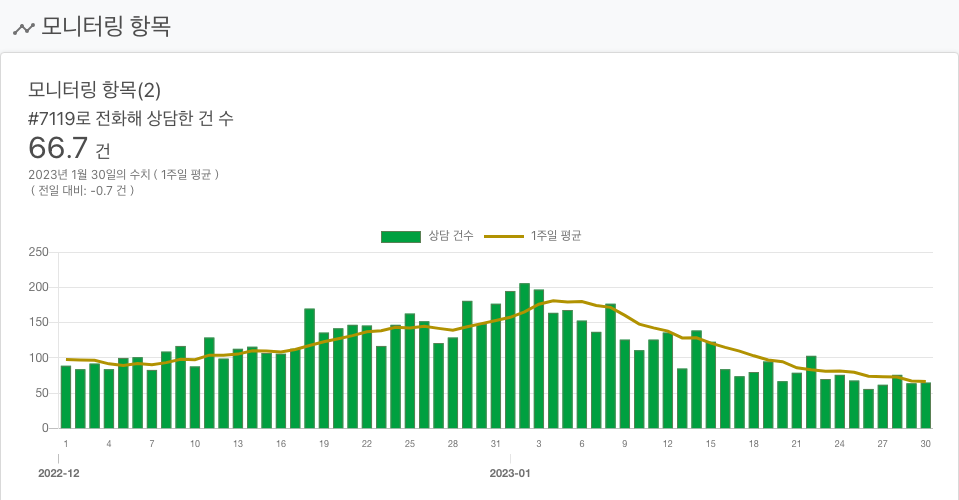 모니터링 항목
모니터링 항목(2)
#7119로 전화해 상담한 건 수
66.7 건
2023년 1월 30일의 수치 ( 1주일 평균 )
( 전일 대비: -0.7 건 )
상담 건수 1주일 평균
250
200
150
100
50
0
1 4 7 10 13 16 19 22 25 28 31 3 6 9 12 15 18 21 24 27 30
2022-12 2023-01